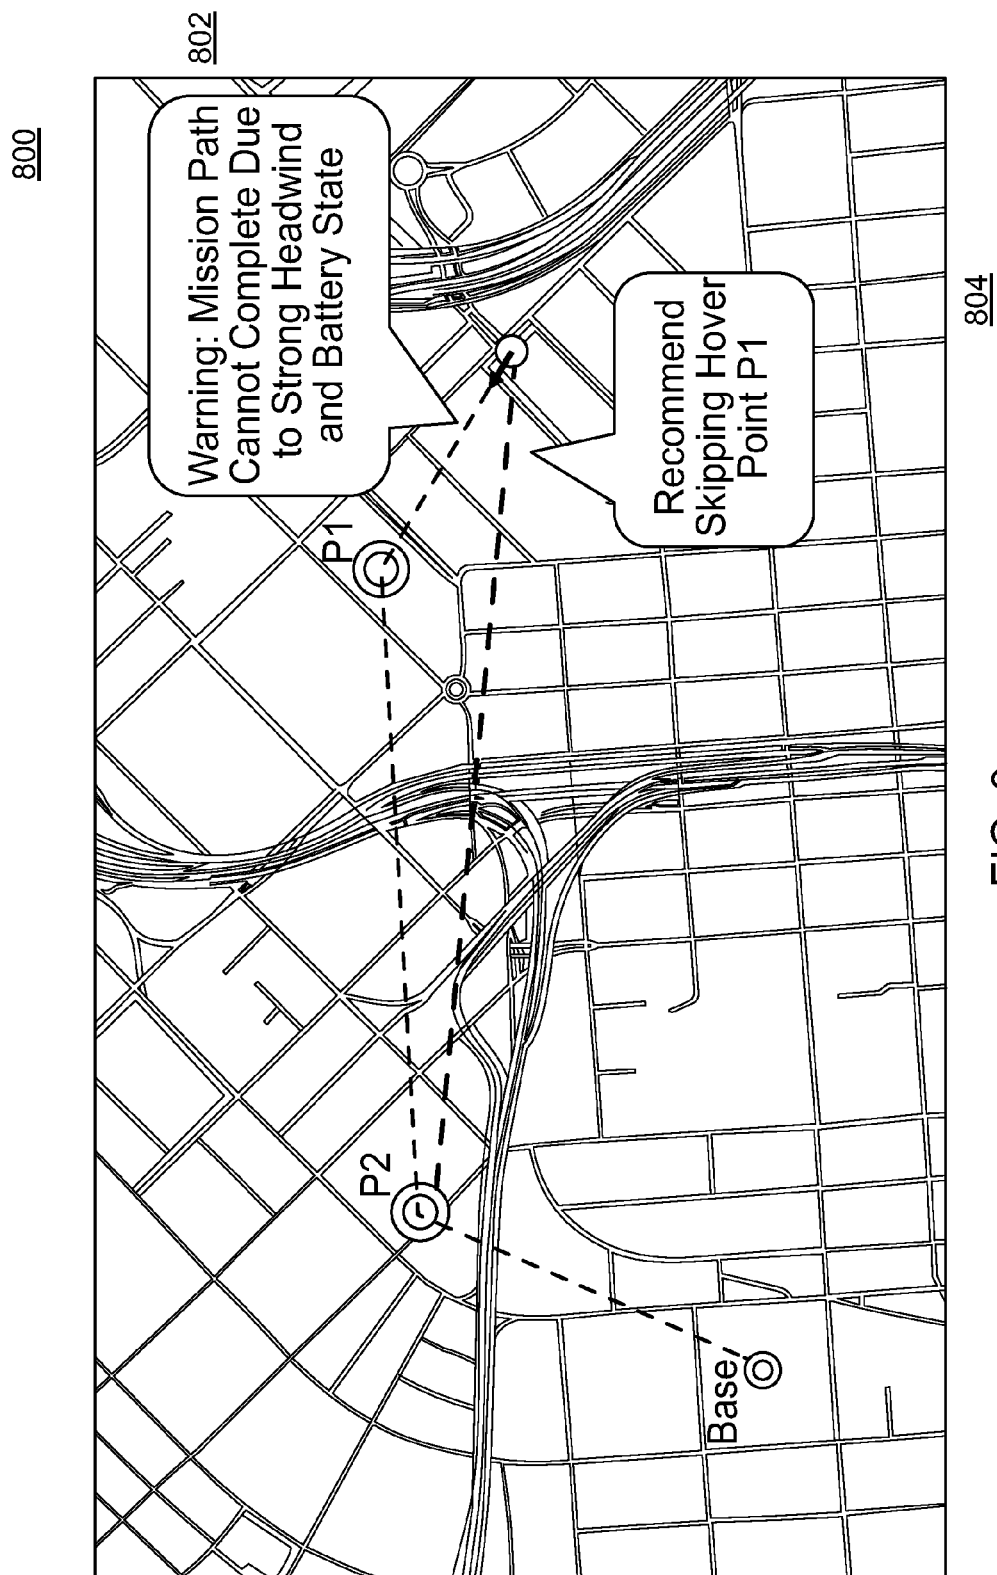 800
802
Warning: Mission Path
Cannot Complete Due
to Strong Headwind
and Battery State
P1
P2
Recommend
Skipping Hover
Point P1
Base
804